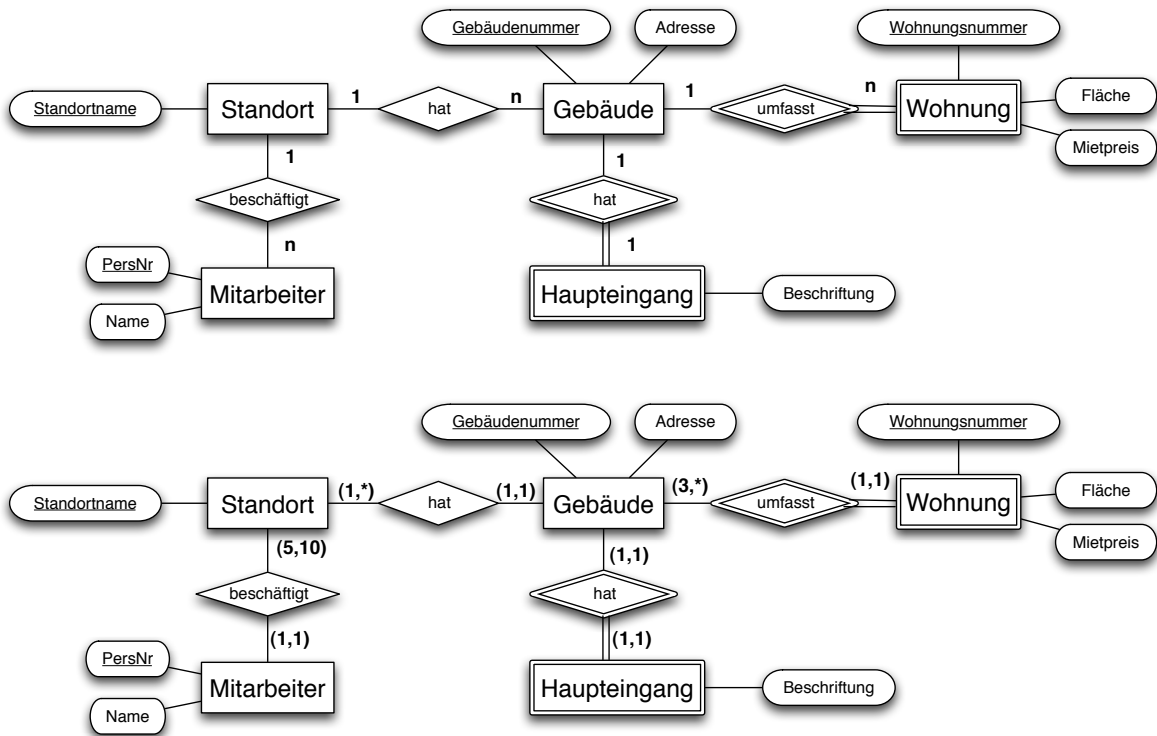 Gebäudenummer
Adresse
Wohnungsnummer
Standortname
Standort
1
hat
n
Gebäude
1
umfasst
n
Wohnung
Fläche
Mietpreis
1
beschäftigt
n
1
hat
1
PersNr
Name
Mitarbeiter
Haupteingang
Beschriftung
Gebäudenummer
Adresse
Wohnungsnummer
Standortname
Standort
(1,*)
hat
(1,1)
Gebäude
(3,*)
umfasst
(1,1)
Wohnung
Fläche
Mietpreis
(5,10)
beschäftigt
(1,1)
(1,1)
hat
(1,1)
PersNr
Name
Mitarbeiter
Haupteingang
Beschriftung